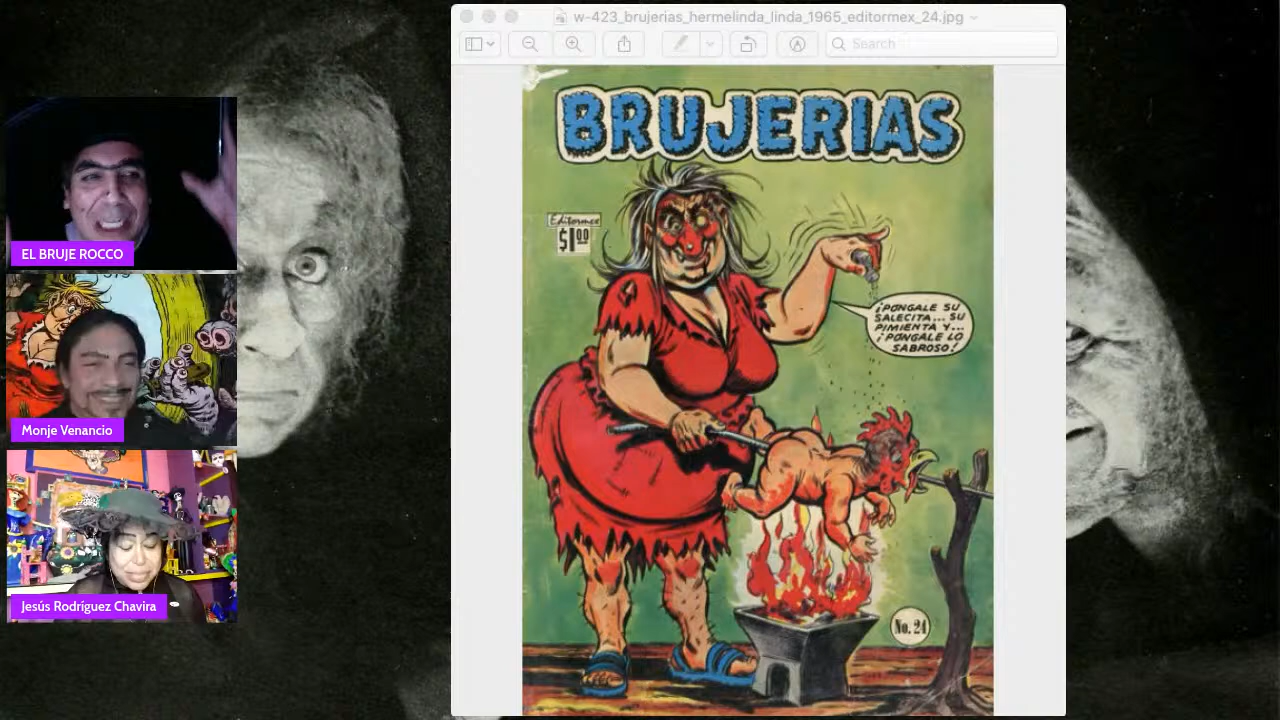 w-423_brujerias_hermelinda_linda_1965_editormex_24.jpg
Search
BRUJERIAS
Editormex
$1.00
¡PONGALE SU
SALECITA... SU
PIMIENTA Y...
¡PONGALE LO
SABROSO!
No. 24
EL BRUJE ROCCO
Monje Venancio
Jesús Rodríguez Chavira